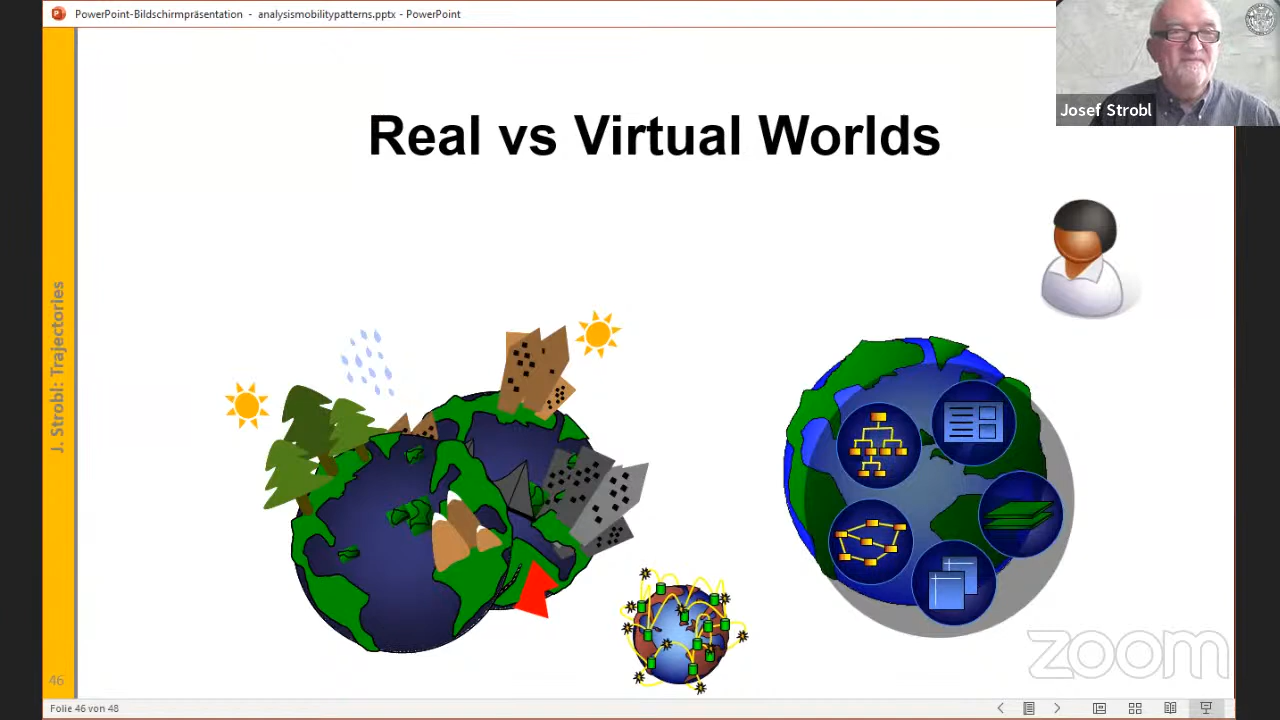 PowerPoint-Bildschirmpräsentation - analysismobilitypatterns.pptx - PowerPoint
Josef Strobl
Real vs Virtual Worlds
J. Strobl: Trajectories
46
zoom
Folie 46 von 48